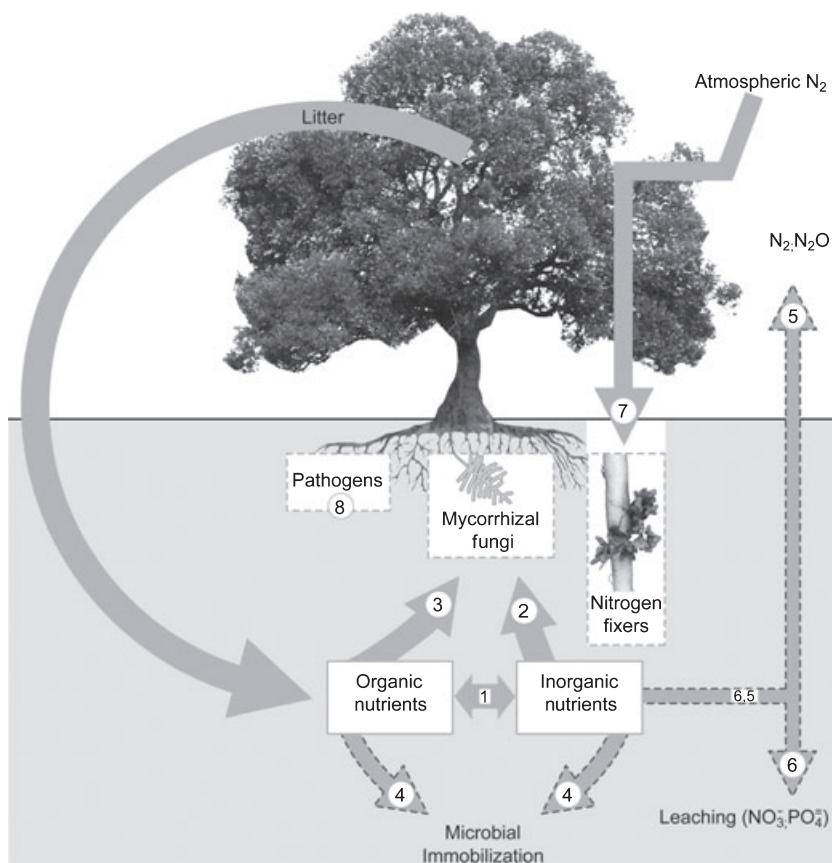 Atmospheric N₂
Litter
N₂;N₂O
5
7
Pathogens
8
Mycorrhizal
fungi
3
2
Nitrogen
fixers
Organic
nutrients
1
Inorganic
nutrients
6,5
4
4
6
Leaching (NO₃⁻;PO₄⁼)
Microbial
Immobilization